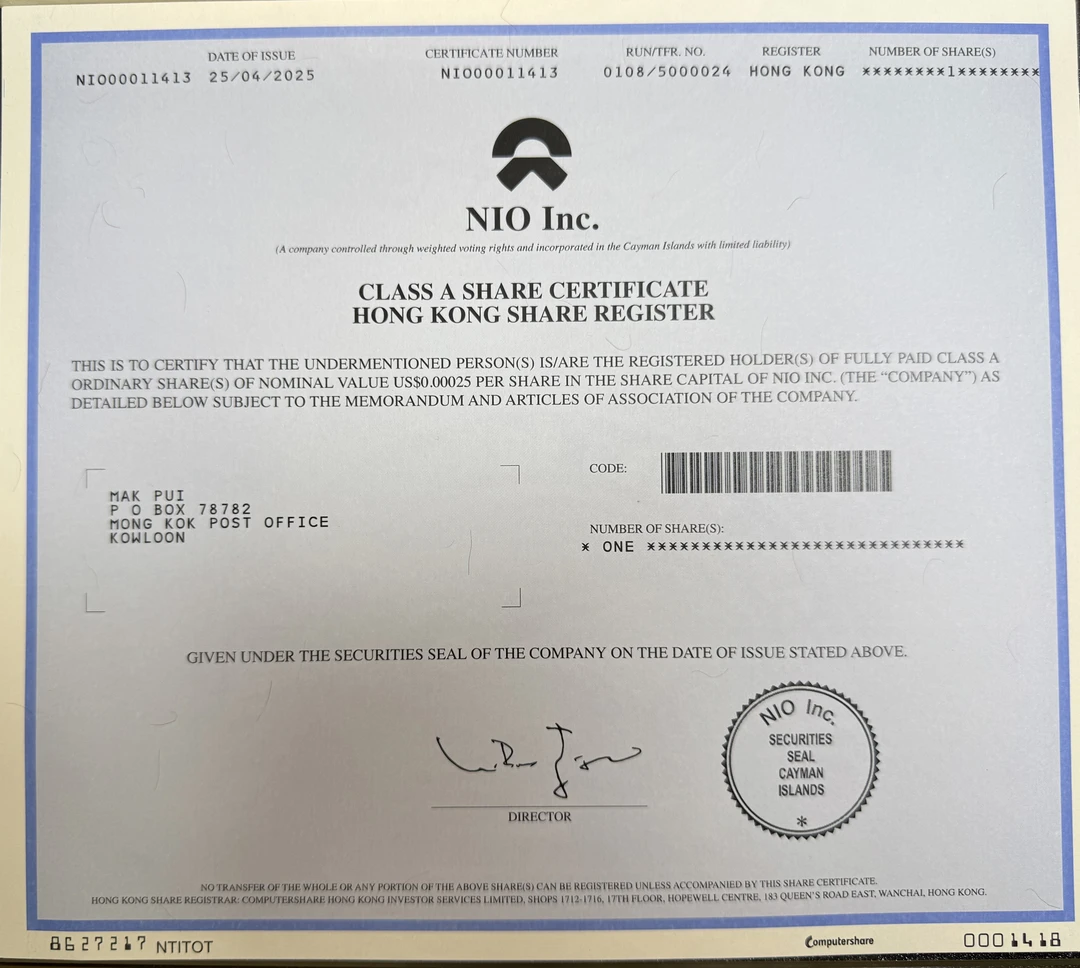 DATE OF ISSUE CERTIFICATE NUMBER RUN/TFR. NO. REGISTER NUMBER OF SHARE(S)
NIO00011413 25/04/2025 NIO00011413 0108/5000024 HONG KONG ********1********
NIO Inc.
(A company controlled through weighted voting rights and incorporated in the Cayman Islands with limited liability)
CLASS A SHARE CERTIFICATE
HONG KONG SHARE REGISTER
THIS IS TO CERTIFY THAT THE UNDERMENTIONED PERSON(S) IS/ARE THE REGISTERED HOLDER(S) OF FULLY PAID CLASS A
ORDINARY SHARE(S) OF NOMINAL VALUE US$0.00025 PER SHARE IN THE SHARE CAPITAL OF NIO INC. (THE “COMPANY”) AS
DETAILED BELOW SUBJECT TO THE MEMORANDUM AND ARTICLES OF ASSOCIATION OF THE COMPANY.
CODE:
MAK PUI
P O BOX 78782
MONG KOK POST OFFICE
KOWLOON
NUMBER OF SHARE(S):
* ONE *****************************
GIVEN UNDER THE SECURITIES SEAL OF THE COMPANY ON THE DATE OF ISSUE STATED ABOVE.
DIRECTOR
NIO Inc.
SECURITIES
SEAL
CAYMAN
ISLANDS
*
NO TRANSFER OF THE WHOLE OR ANY PORTION OF THE ABOVE SHARE(S) CAN BE REGISTERED UNLESS ACCOMPANIED BY THIS SHARE CERTIFICATE.
HONG KONG SHARE REGISTRAR: COMPUTERSHARE HONG KONG INVESTOR SERVICES LIMITED, SHOPS 1712-1716, 17TH FLOOR, HOPEWELL CENTRE, 183 QUEEN'S ROAD EAST, WANCHAI, HONG KONG.
8627217 NTITOT Computershare 0001418